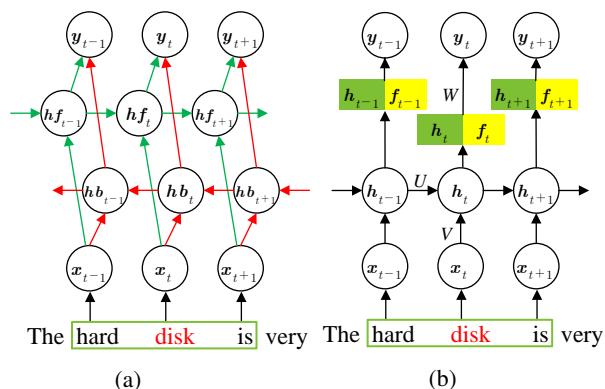 y_{t-1} y_t y_{t+1} y_{t-1} y_t y_{t+1}
h_{t-1} f_{t-1} W h_{t+1} f_{t+1}
hf_{t-1} hf_t hf_{t+1} h_t f_t
hb_{t-1} hb_t hb_{t+1} h_{t-1} U h_t h_{t+1}
V
x_{t-1} x_t x_{t+1} x_{t-1} x_t x_{t+1}
The hard disk is very The hard disk is very
(a) (b)